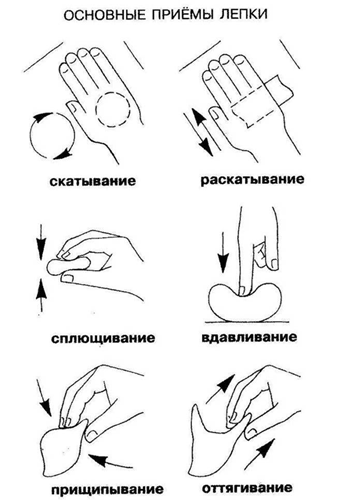 ОСНОВНЫЕ ПРИЁМЫ ЛЕПКИ
скатывание
раскатывание
сплющивание
вдавливание
прищипывание
оттягивание